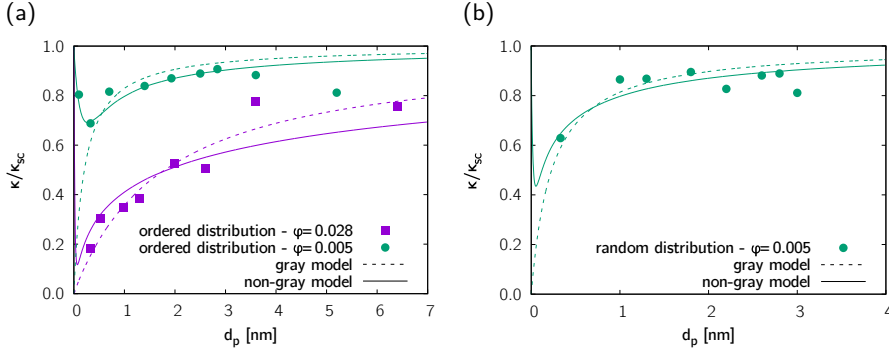 (a)
1.0
0.8
0.6
0.4
0.2
0.0
κ/κsc
ordered distribution - φ=0.028
ordered distribution - φ=0.005
gray model
non-gray model
0 1 2 3 4 5 6 7
dp [nm]
(b)
1.0
0.8
0.6
0.4
0.2
0.0
κ/κsc
random distribution - φ=0.005
gray model
non-gray model
0 1 2 3 4
dp [nm]